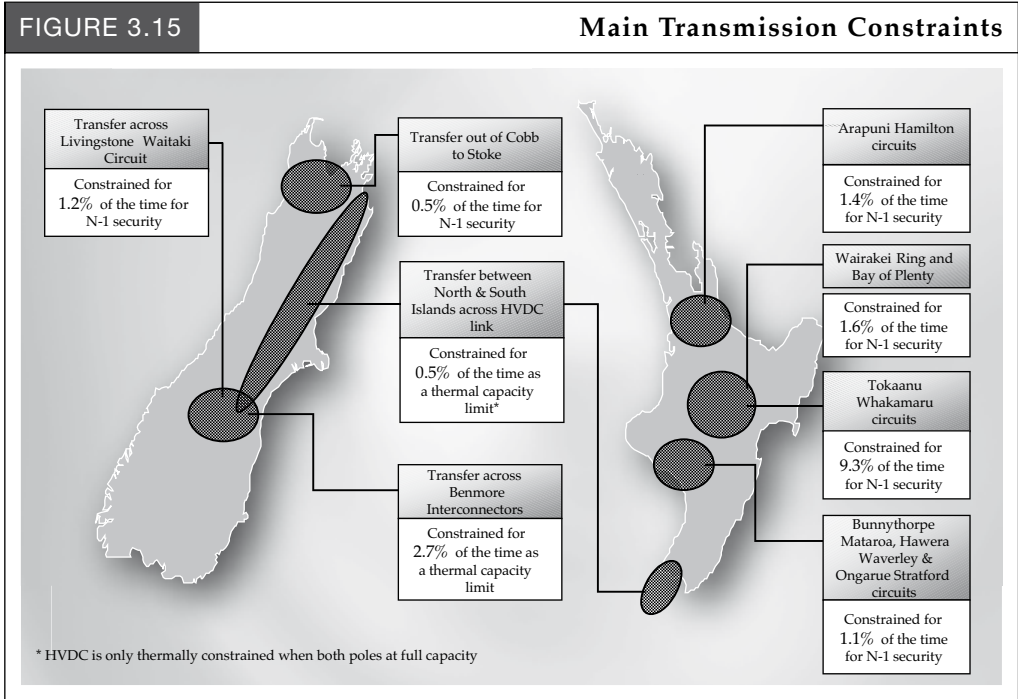 FIGURE 3.15
Main Transmission Constraints
Transfer across
Livingstone Waitaki
Circuit
Constrained for
1.2% of the time for
N-1 security
Transfer out of Cobb
to Stoke
Constrained for
0.5% of the time for
N-1 security
Transfer between
North & South
Islands across HVDC
link
Constrained for
0.5% of the time as
a thermal capacity
limit*
Transfer across
Benmore
Interconnectors
Constrained for
2.7% of the time as
a thermal capacity
limit
Arapuni Hamilton
circuits
Constrained for
1.4% of the time
for N-1 security
Wairakei Ring and
Bay of Plenty
Constrained for
1.6% of the time
for N-1 security
Tokaanu
Whakamaru
circuits
Constrained for
9.3% of the time
for N-1 security
Bunnythorpe
Mataroa, Hawera
Waverley &
Ongarue Stratford
circuits
Constrained for
1.1% of the time
for N-1 security
* HVDC is only thermally constrained when both poles at full capacity